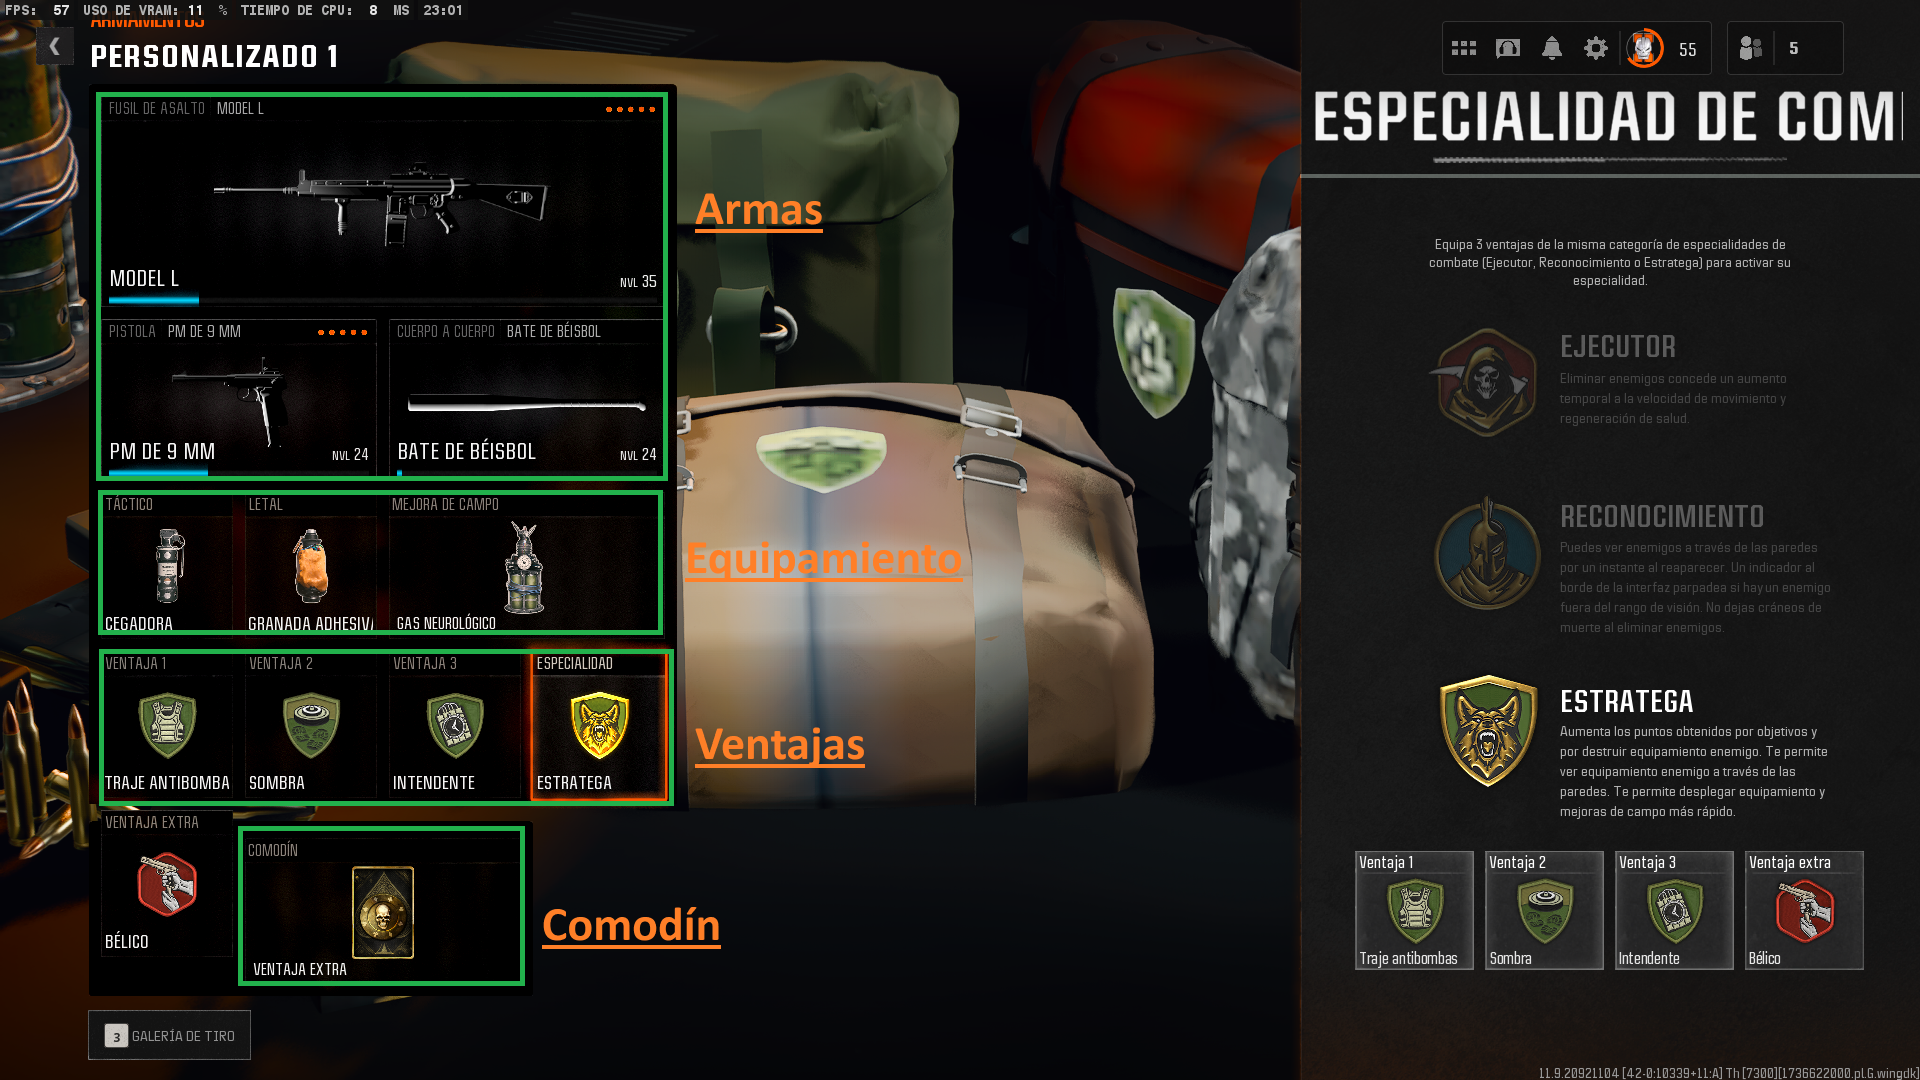 FPS: 57 USO DE VRAM: 11 % TIEMPO DE CPU: 8 MS 23:01
ARMAMENTOS
PERSONALIZADO 1
FUSIL DE ASALTO MODEL L
MODEL L
NVL 35
PISTOLA PM DE 9 MM
PM DE 9 MM
NVL 24
CUERPO A CUERPO BATE DE BÉISBOL
BATE DE BÉISBOL
NVL 24
Armas
TÁCTICO
CEGADORA
LETAL
GRANADA ADHESIVA
MEJORA DE CAMPO
GAS NEUROLÓGICO
Equipamiento
VENTAJA 1
TRAJE ANTIBOMBA
VENTAJA 2
SOMBRA
VENTAJA 3
INTENDENTE
ESPECIALIDAD
ESTRATEGA
Ventajas
VENTAJA EXTRA
BÉLICO
COMODÍN
VENTAJA EXTRA
Comodín
3 GALERÍA DE TIRO
55
5
ESPECIALIDAD DE COM
Equipa 3 ventajas de la misma categoría de especialidades de
combate (Ejecutor, Reconocimiento o Estratega) para activar su
especialidad.
EJECUTOR
Eliminar enemigos concede un aumento
temporal a la velocidad de movimiento y
regeneración de salud.
RECONOCIMIENTO
Puedes ver enemigos a través de las paredes
por un instante al reaparecer. Un indicador al
borde de la interfaz parpadea si hay un enemigo
fuera del rango de visión. No dejas cráneos de
muerte al eliminar enemigos.
ESTRATEGA
Aumenta los puntos obtenidos por objetivos y
por destruir equipamiento enemigo. Te permite
ver equipamiento enemigo a través de las
paredes. Te permite desplegar equipamiento y
mejoras de campo más rápido.
Ventaja 1
Traje antibombas
Ventaja 2
Sombra
Ventaja 3
Intendente
Ventaja extra
Bélico
11.9.20921104 [42-0:10339+11:A] Th [7300][1736622000.pl.G.wingdk]